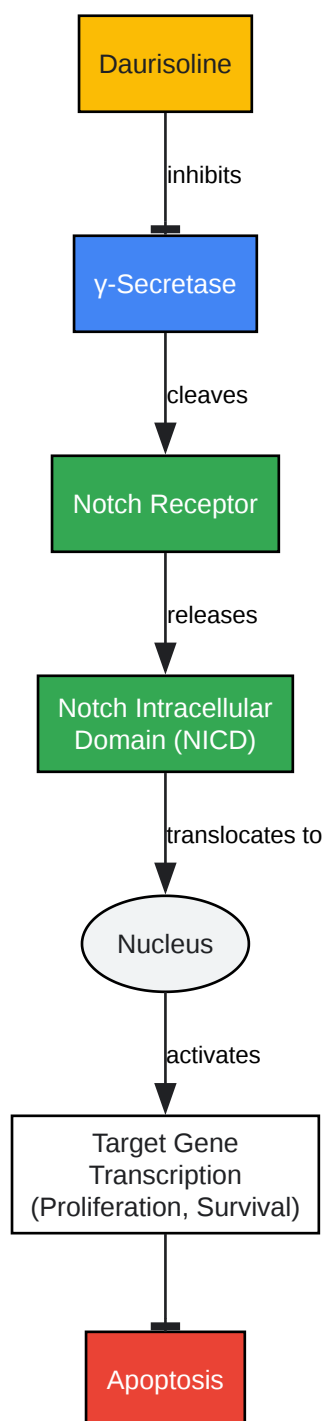 Daurisoline
inhibits
γ-Secretase
cleaves
Notch Receptor
releases
Notch Intracellular
Domain (NICD)
translocates to
Nucleus
activates
Target Gene
Transcription
(Proliferation, Survival)
Apoptosis